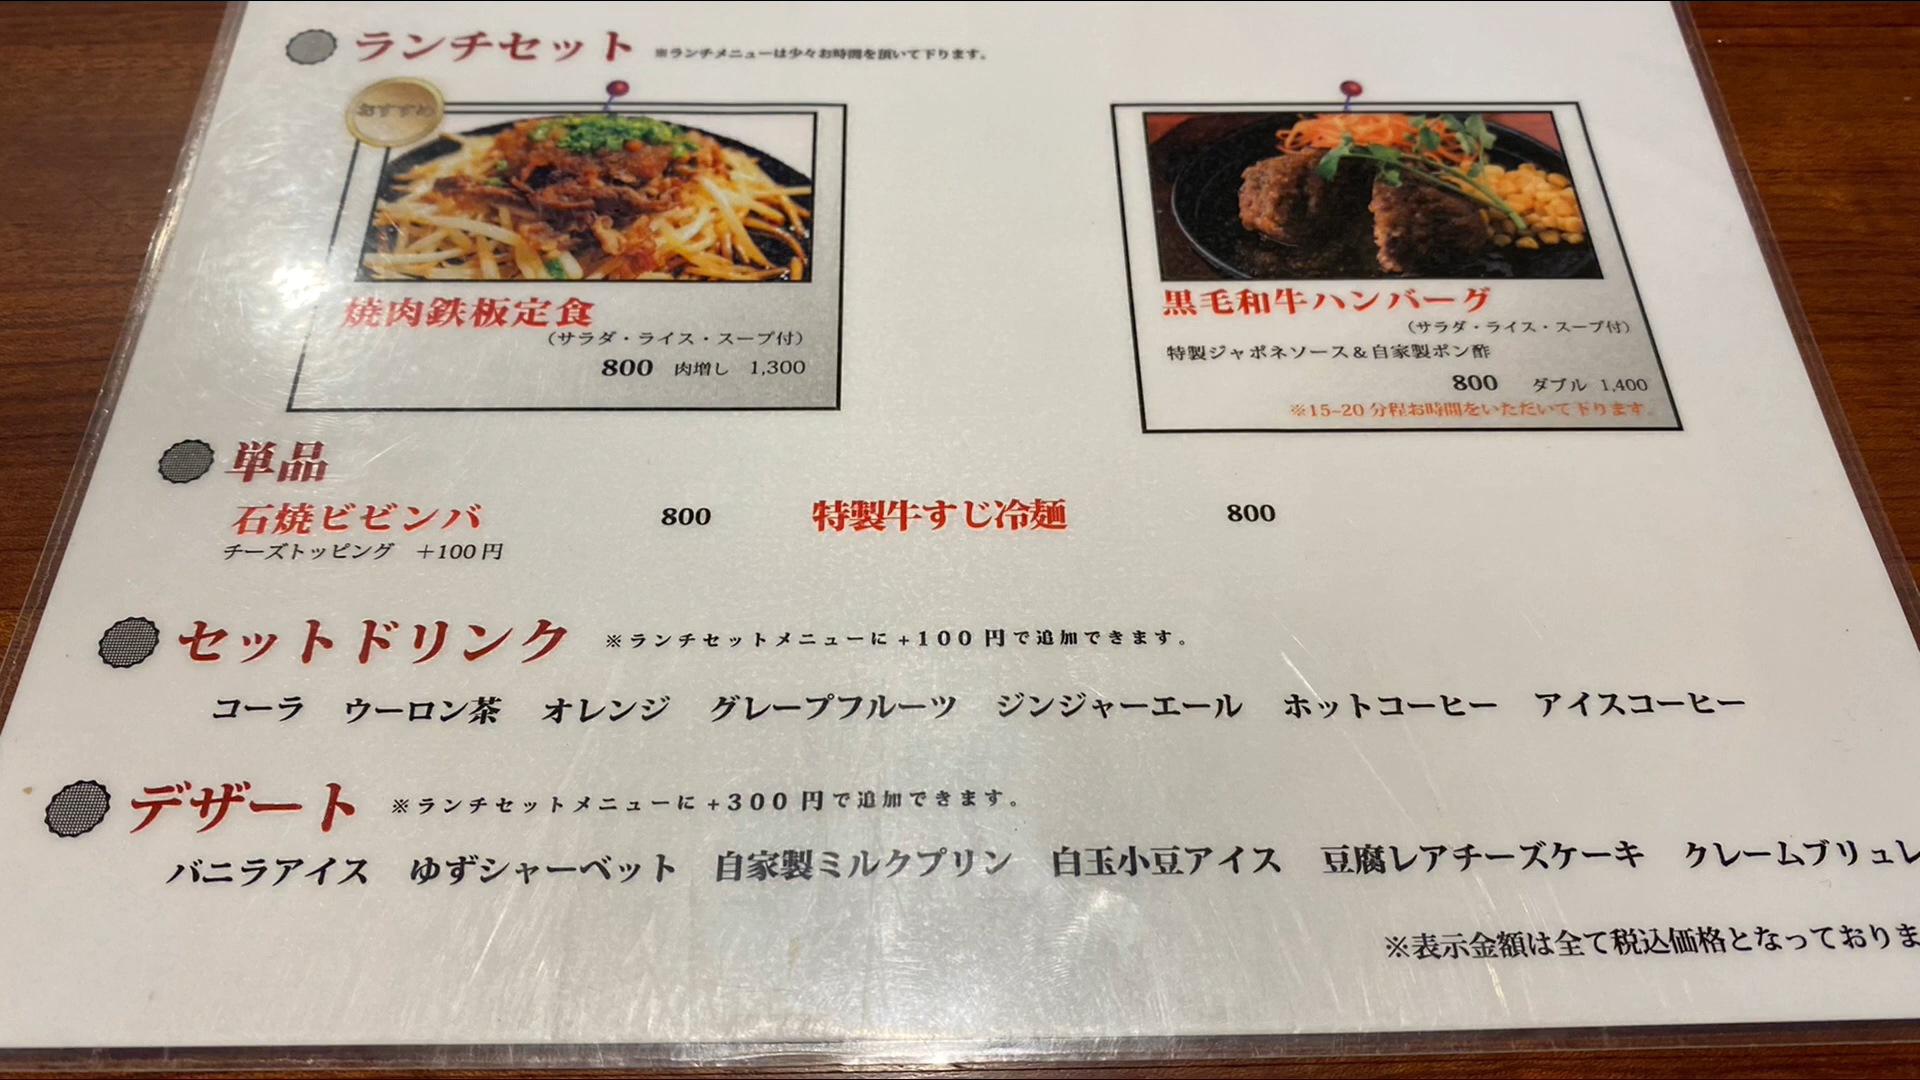 ランチセット ※ランチメニューは少々お時間を頂いて下ります。
おすすめ
焼肉鉄板定食
（サラダ・ライス・スープ付）
800 肉増し 1,300
黒毛和牛ハンバーグ
（サラダ・ライス・スープ付）
特製ジャポネソース＆自家製ポン酢
800 ダブル 1,400
※15~20 分程お時間をいただいて下ります。
単品
石焼ビビンバ 800 特製牛すじ冷麺 800
チーズトッピング ＋100 円
セットドリンク ※ランチセットメニューに +100 円で追加できます。
コーラ ウーロン茶 オレンジ グレープフルーツ ジンジャーエール ホットコーヒー アイスコーヒー
デザート ※ランチセットメニューに +300 円で追加できます。
バニラアイス ゆずシャーベット 自家製ミルクプリン 白玉小豆アイス 豆腐レアチーズケーキ クレームブリュレ
※表示金額は全て税込価格となっておりま